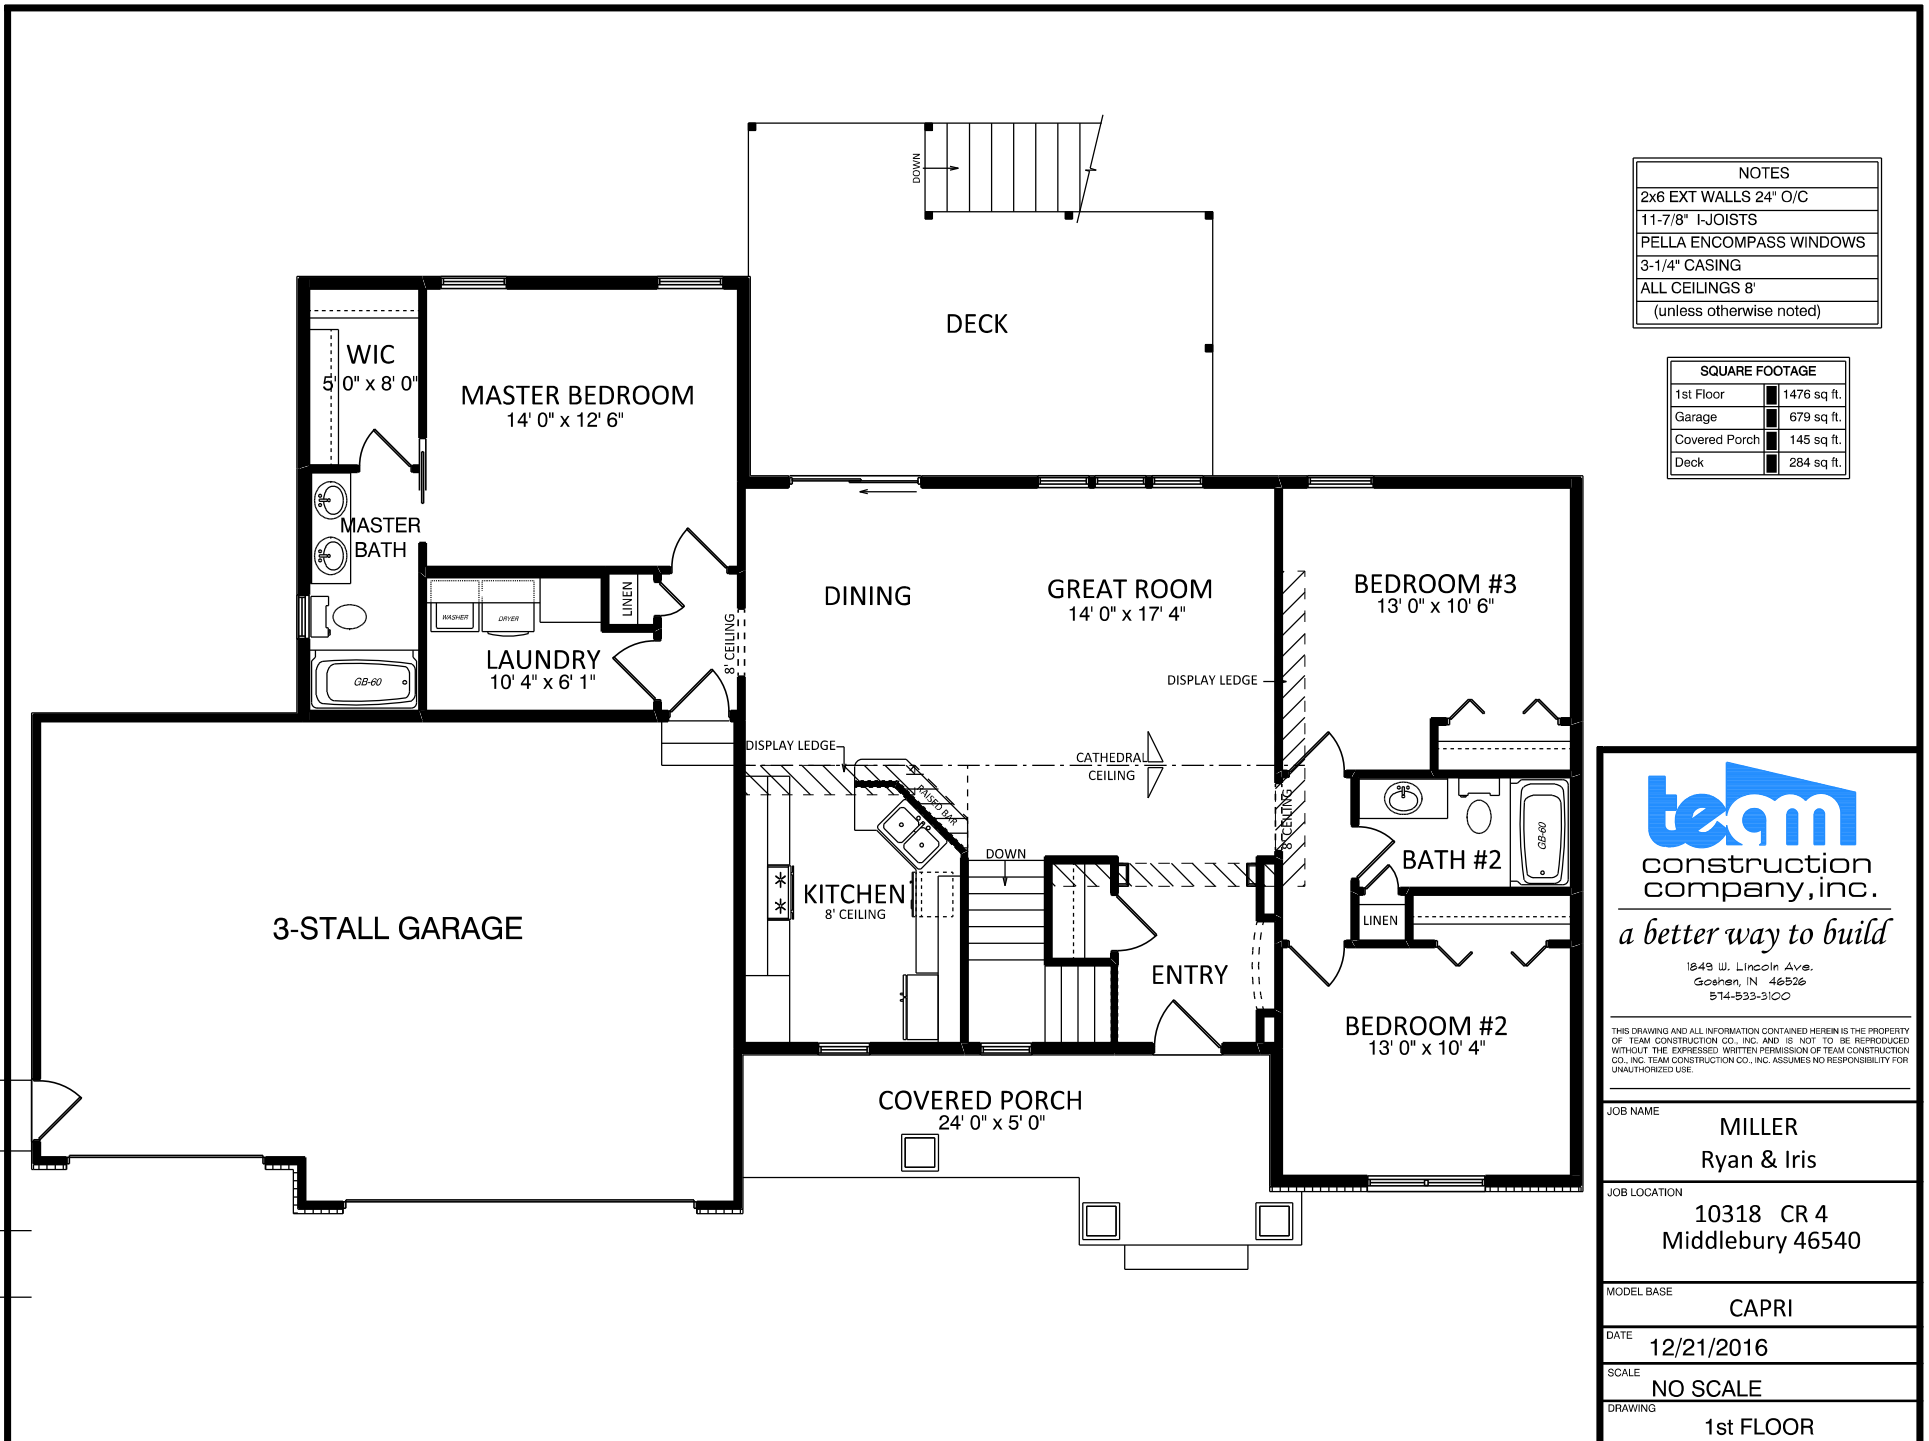 DOWN
DECK
NOTES
2x6 EXT WALLS 24" O/C
11-7/8" I-JOISTS
PELLA ENCOMPASS WINDOWS
3-1/4" CASING
ALL CEILINGS 8'
(unless otherwise noted)
SQUARE FOOTAGE
1st Floor 1476 sq ft.
Garage 679 sq ft.
Covered Porch 145 sq ft.
Deck 284 sq ft.
WIC
5' 0" x 8' 0"
MASTER BEDROOM
14' 0" x 12' 6"
MASTER
BATH
GB-60
WASHER
DRYER
LINEN
LAUNDRY
10' 4" x 6' 1"
8' CEILING
DINING
GREAT ROOM
14' 0" x 17' 4"
BEDROOM #3
13' 0" x 10' 6"
DISPLAY LEDGE
DISPLAY LEDGE
CATHEDRAL
CEILING
RAISED BAR
8' CEILING
DOWN
BATH #2
GB-60
LINEN
KITCHEN
8' CEILING
3-STALL GARAGE
ENTRY
BEDROOM #2
13' 0" x 10' 4"
COVERED PORCH
24' 0" x 5' 0"
team
construction
company,inc.
a better way to build
1849 W. Lincoln Ave.
Goshen, IN 46526
574-533-3100
THIS DRAWING AND ALL INFORMATION CONTAINED HEREIN IS THE PROPERTY
OF TEAM CONSTRUCTION CO., INC. AND IS NOT TO BE REPRODUCED
WITHOUT THE EXPRESSED WRITTEN PERMISSION OF TEAM CONSTRUCTION
CO., INC. TEAM CONSTRUCTION CO., INC. ASSUMES NO RESPONSIBILITY FOR
UNAUTHORIZED USE.
JOB NAME
MILLER
Ryan & Iris
JOB LOCATION
10318 CR 4
Middlebury 46540
MODEL BASE
CAPRI
DATE
12/21/2016
SCALE
NO SCALE
DRAWING
1st FLOOR